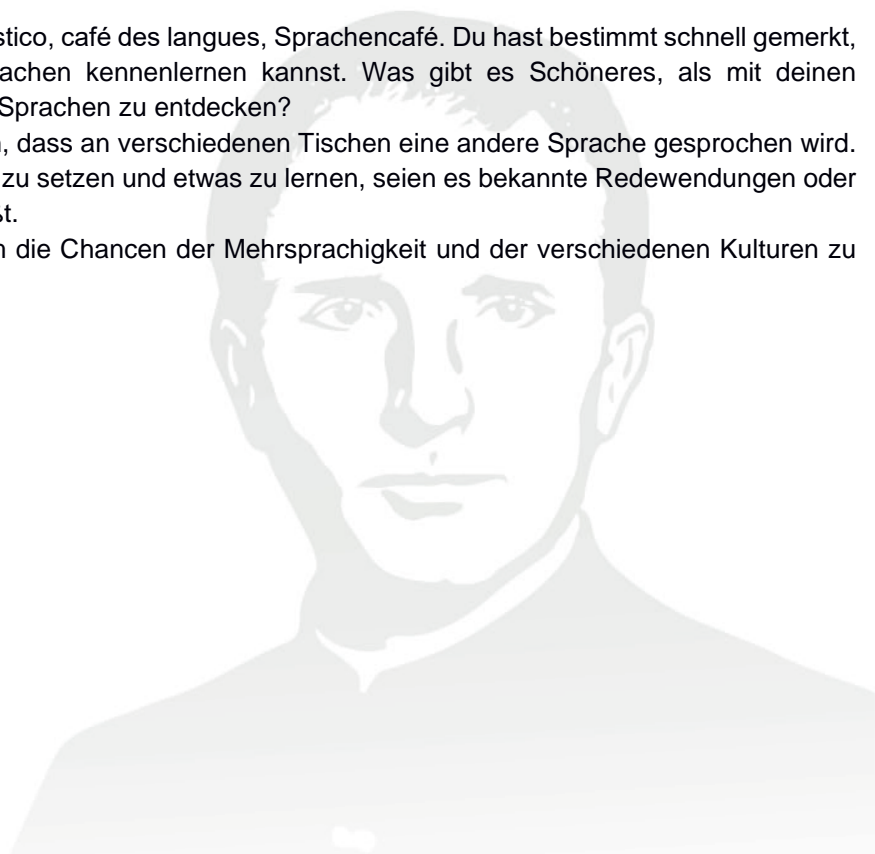 stico, café des langues, Sprachencafé. Du hast bestimmt schnell gemerkt,
rachen kennenlernen kannst. Was gibt es Schöneres, als mit deinen
Sprachen zu entdecken?
n, dass an verschiedenen Tischen eine andere Sprache gesprochen wird.
zu setzen und etwas zu lernen, seien es bekannte Redewendungen oder
ßt.
n die Chancen der Mehrsprachigkeit und der verschiedenen Kulturen zu